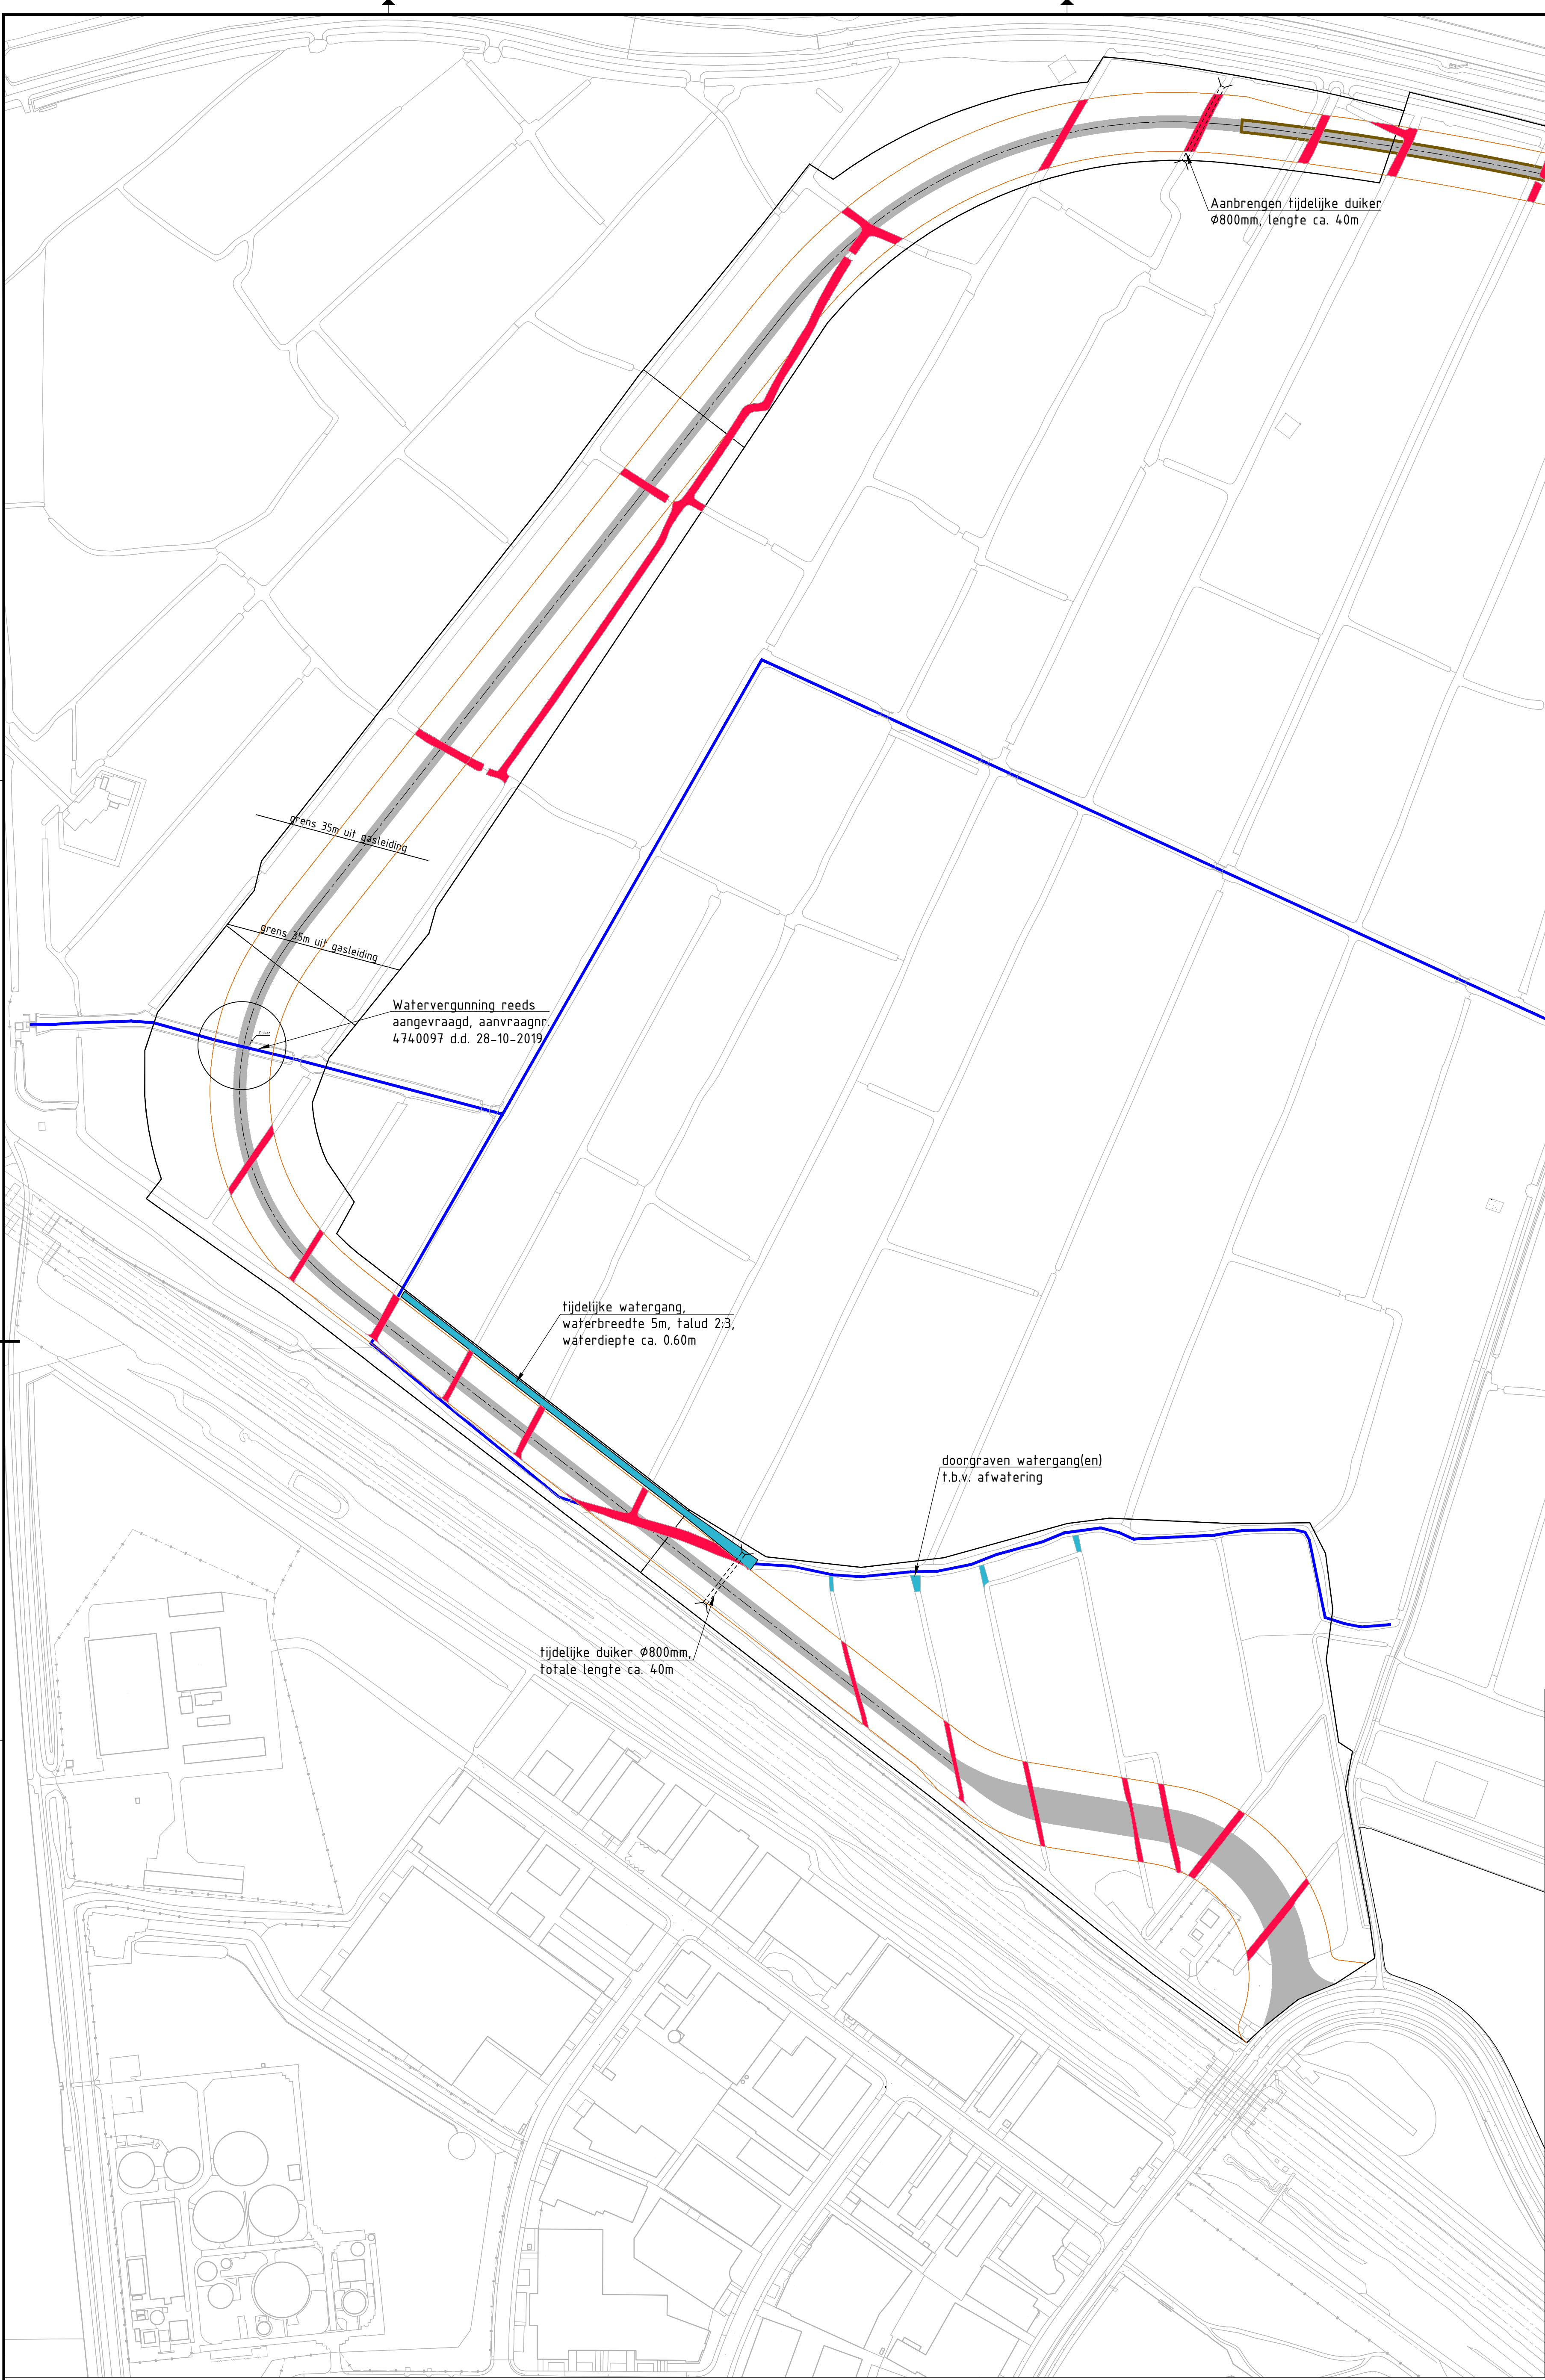 Aanbrengen tijdelijke duiker
Ø800mm, lengte ca. 40m
grens 35m uit gasleiding
grens 35m uit gasleiding
Watervergunning reeds
aangevraagd, aanvraagnr.
4740097 d.d. 28-10-2019
Duiker
tijdelijke watergang,
waterbreedte 5m, talud 2:3,
waterdiepte ca. 0.60m
doorgraven watergang(en)
t.b.v. afwatering
tijdelijke duiker Ø800mm,
totale lengte ca. 40m